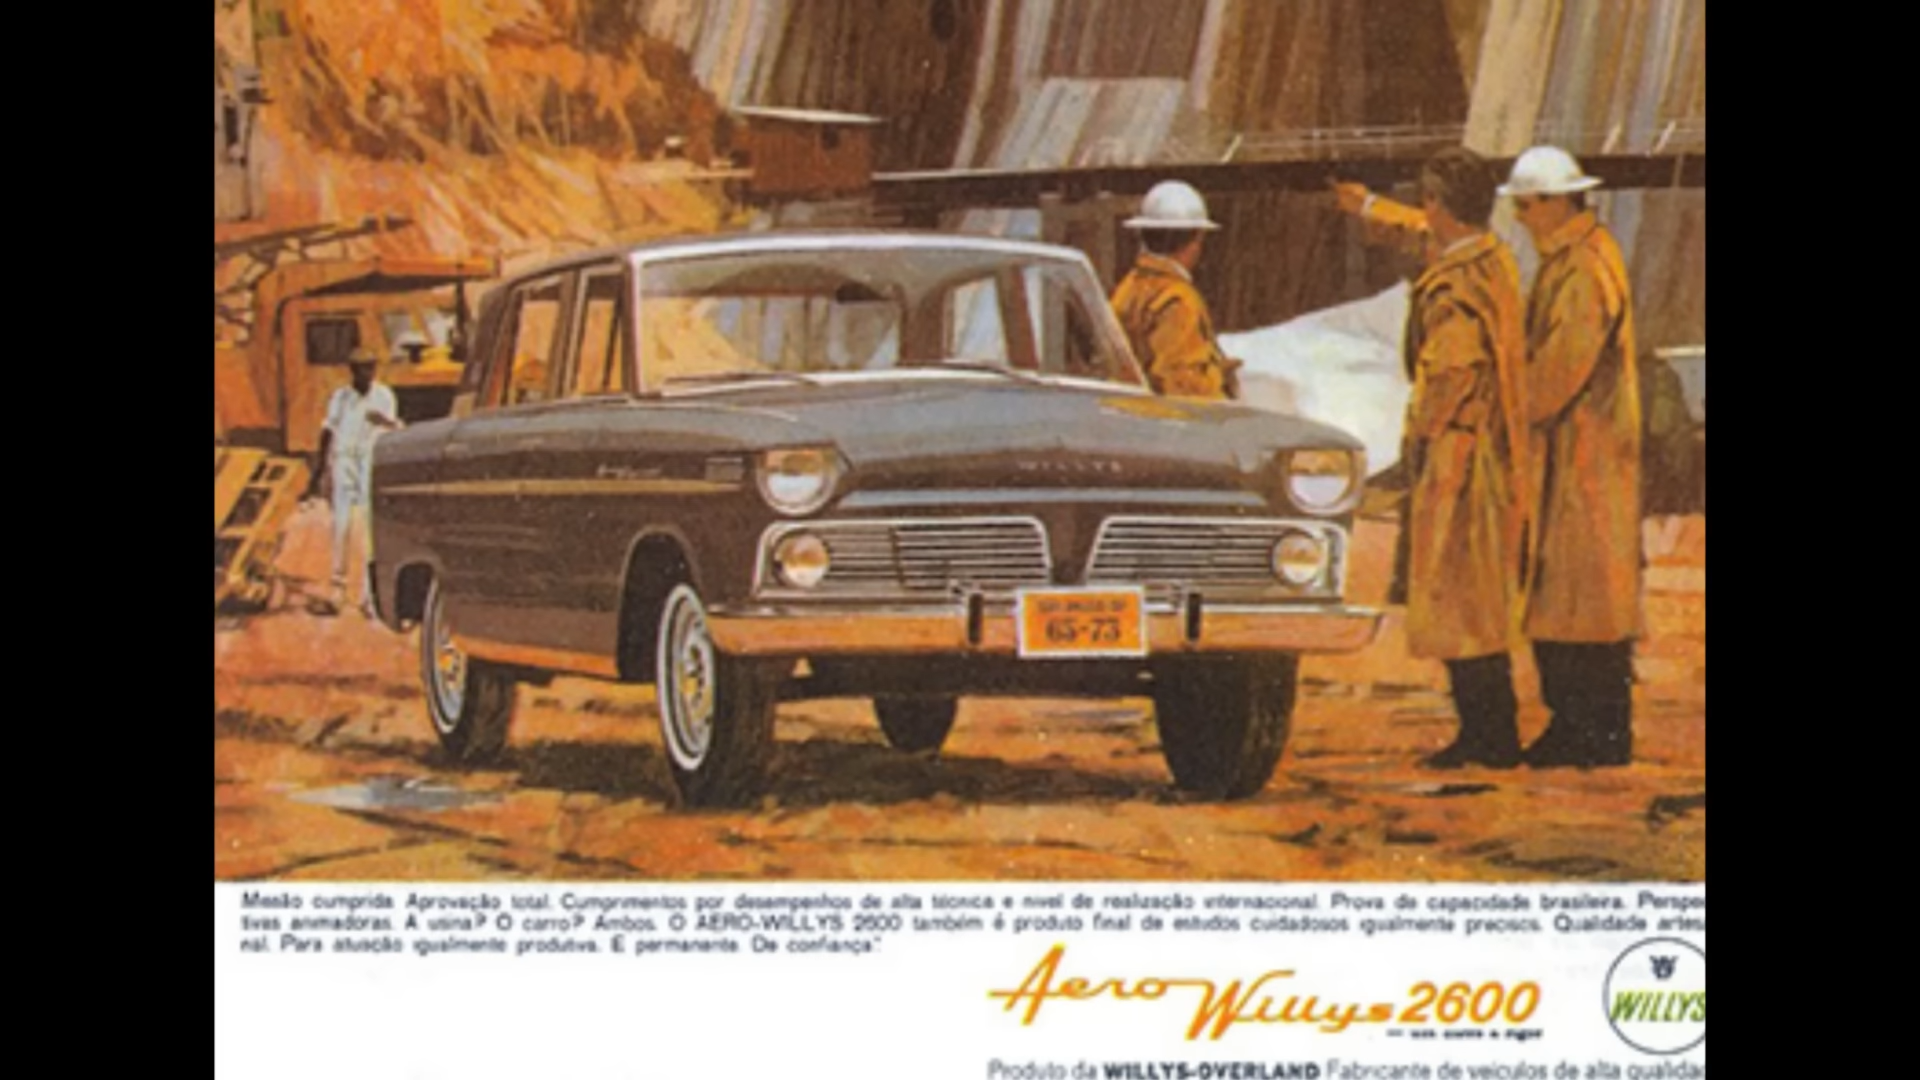 WILLYS
65-73
Missão cumprida. Aprovação total. Cumprimentos por desempenhos de alta técnica e nível de realização internacional. Prova de capacidade brasileira. Perspec
tivas animadoras. A usina? O carro? Ambos. O AERO-WILLYS 2600 também é produto final de estudos cuidadosos igualmente precisos. Qualidade artes
nal. Para atuação igualmente produtiva. E permanente. De confiança."
Aero Willys 2600
WILLYS
Produto da WILLYS-OVERLAND Fabricante de veículos de alta qualidad